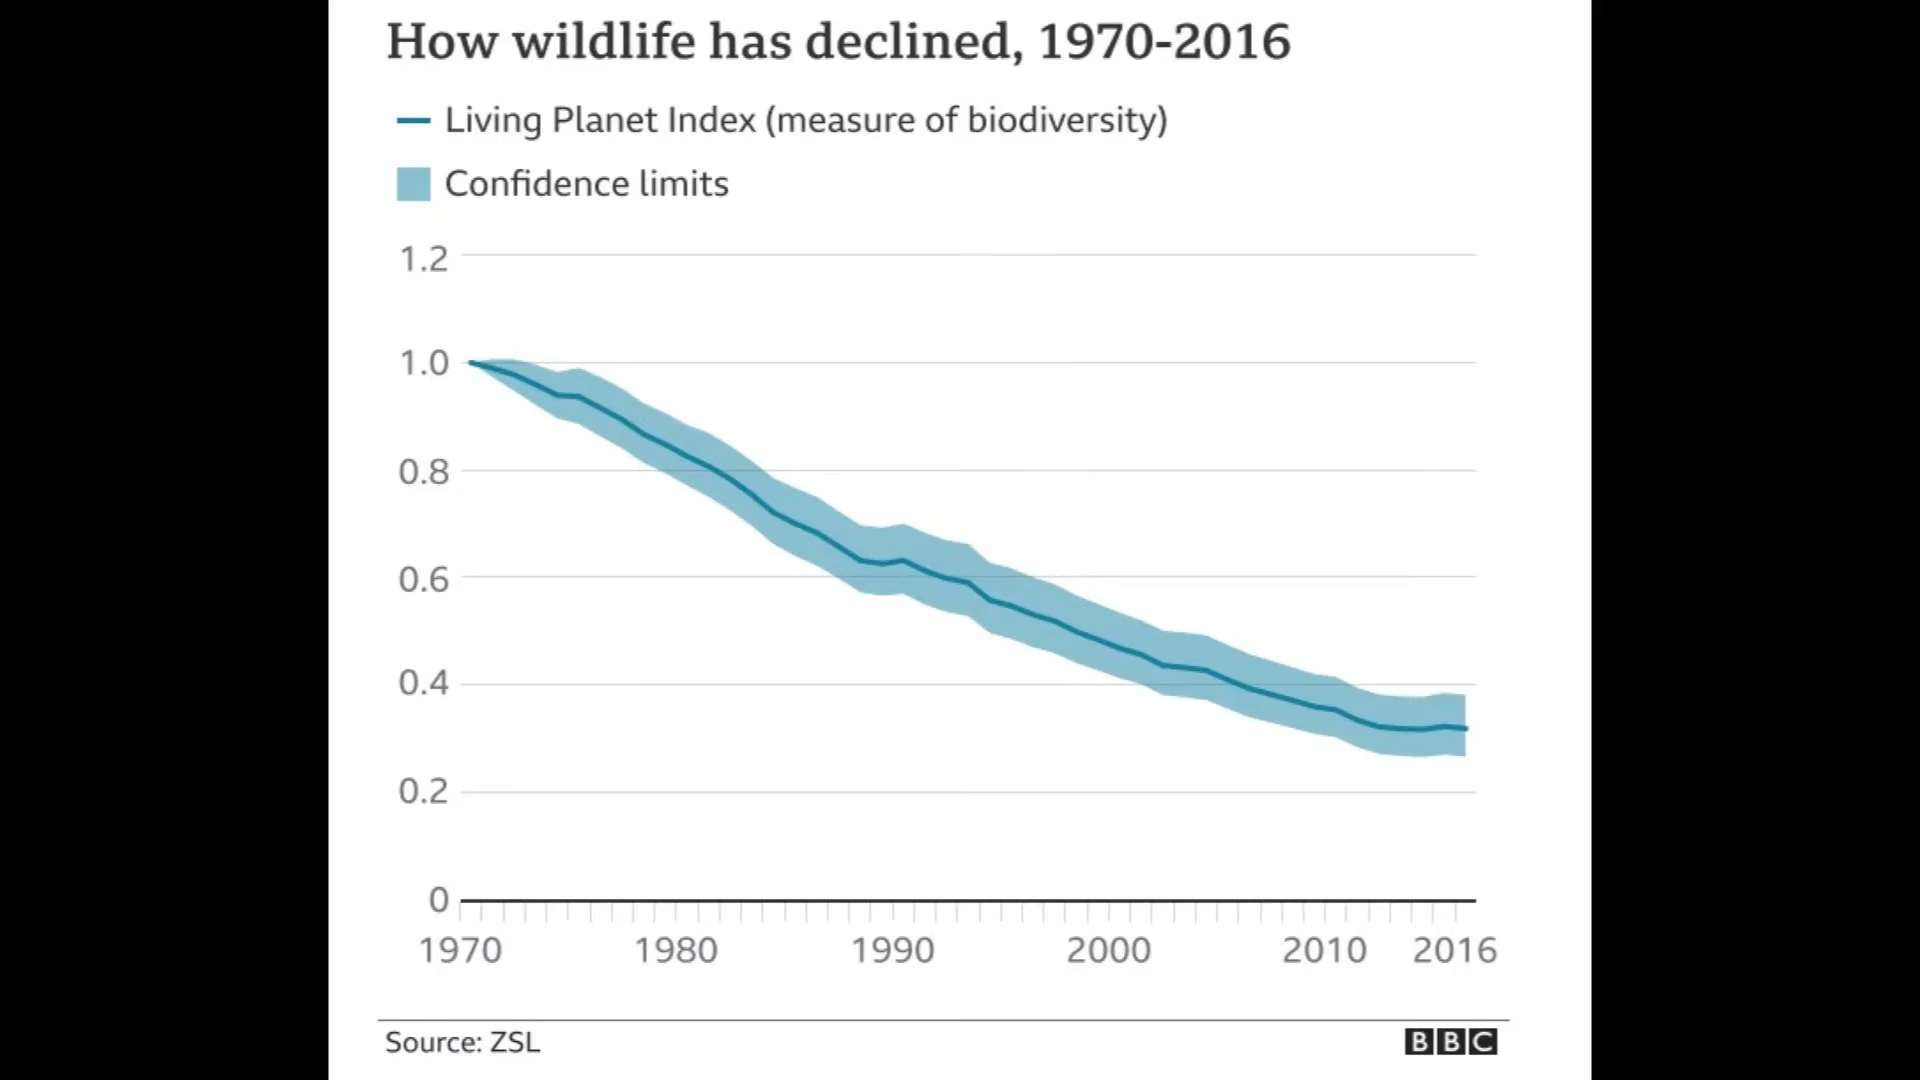 How wildlife has declined, 1970-2016
Living Planet Index (measure of biodiversity)
Confidence limits
1.2
1.0
0.8
0.6
0.4
0.2
0
1970 1980 1990 2000 2010 2016
Source: ZSL
BBC